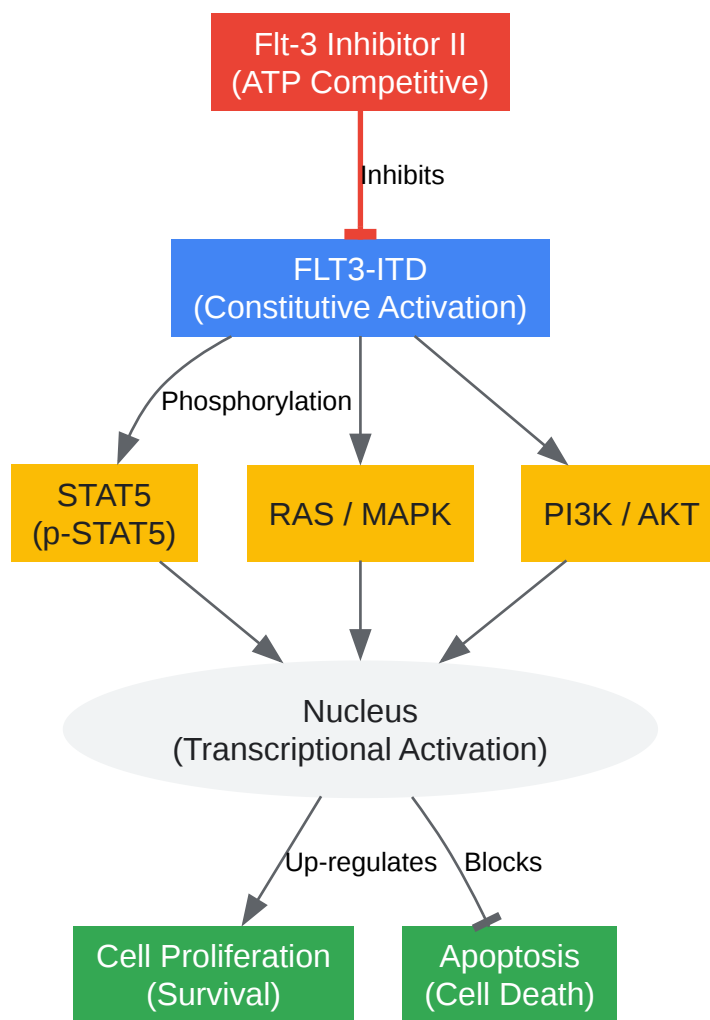 Flt-3 Inhibitor II
(ATP Competitive)
Inhibits
FLT3-ITD
(Constitutive Activation)
Phosphorylation
STAT5
(p-STAT5)
RAS / MAPK
PI3K / AKT
Nucleus
(Transcriptional Activation)
Up-regulates
Blocks
Cell Proliferation
(Survival)
Apoptosis
(Cell Death)